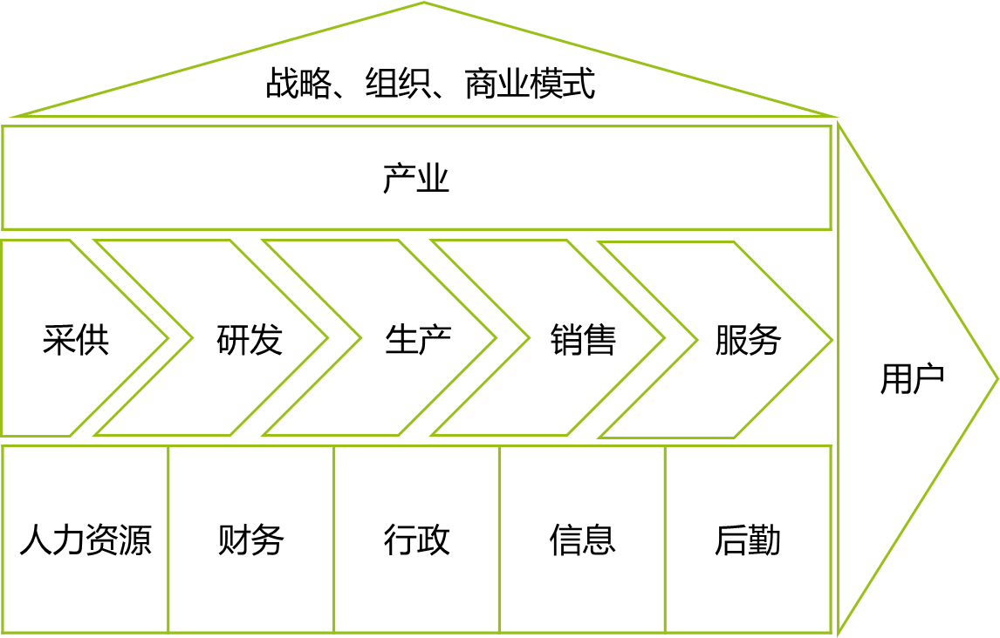 战略、组织、商业模式
产业
采供
研发
生产
销售
服务
用户
人力资源
财务
行政
信息
后勤